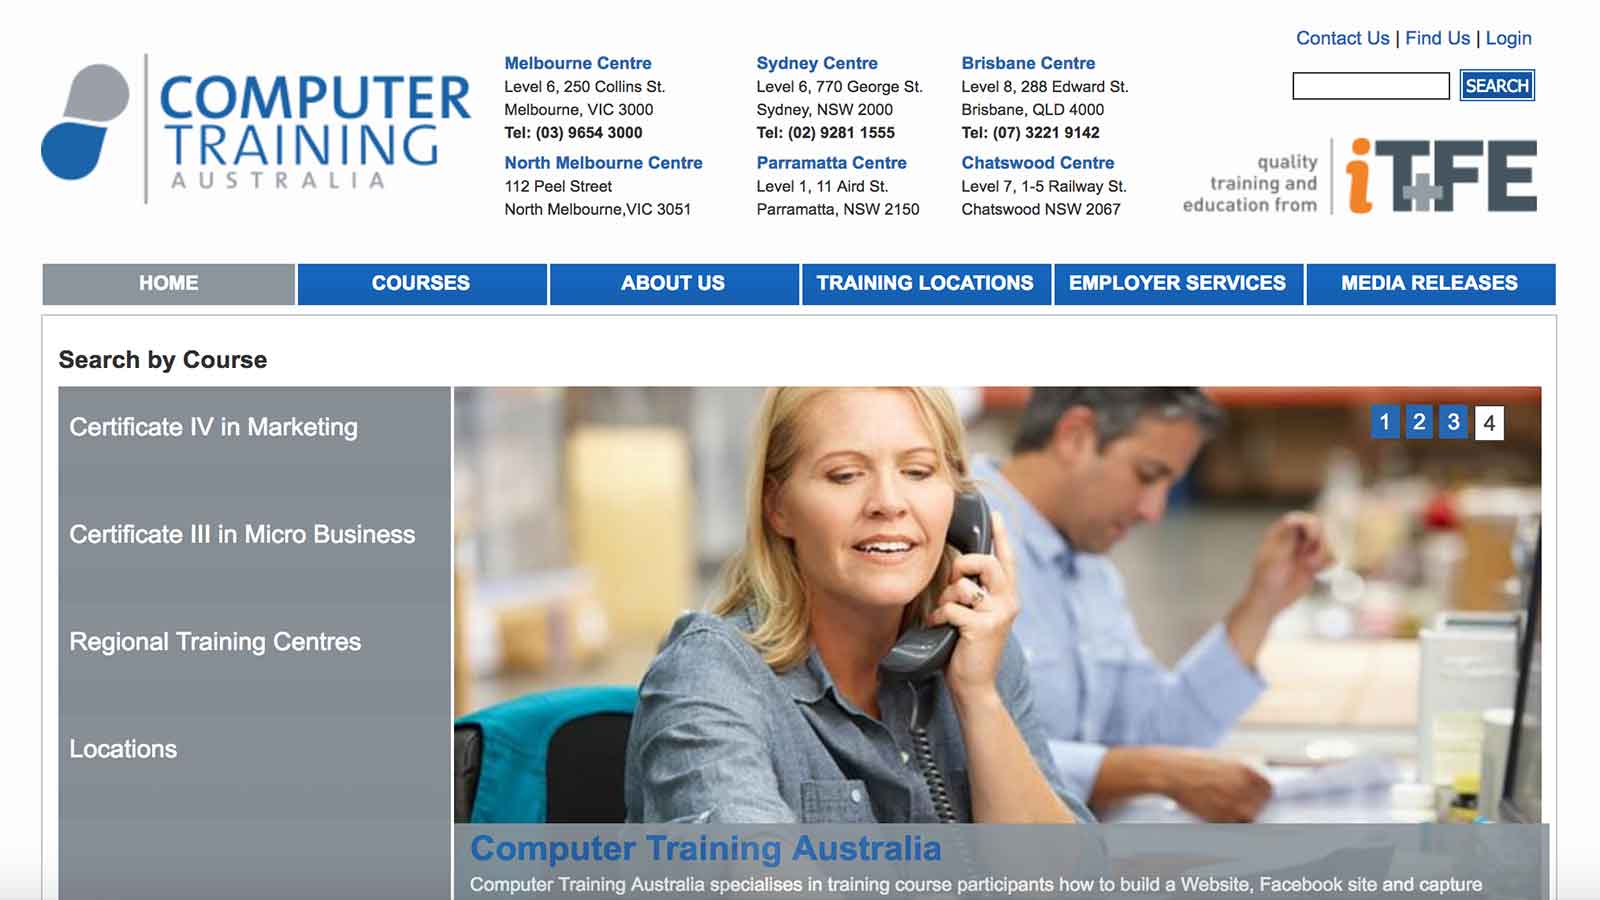 Contact Us | Find Us | Login
SEARCH
COMPUTER
TRAINING
AUSTRALIA
Melbourne Centre
Level 6, 250 Collins St.
Melbourne, VIC 3000
Tel: (03) 9654 3000
North Melbourne Centre
112 Peel Street
North Melbourne,VIC 3051
Sydney Centre
Level 6, 770 George St.
Sydney, NSW 2000
Tel: (02) 9281 1555
Parramatta Centre
Level 1, 11 Aird St.
Parramatta, NSW 2150
Brisbane Centre
Level 8, 288 Edward St.
Brisbane, QLD 4000
Tel: (07) 3221 9142
Chatswood Centre
Level 7, 1-5 Railway St.
Chatswood NSW 2067
quality
training and
education from
iT+FE
HOME
COURSES
ABOUT US
TRAINING LOCATIONS
EMPLOYER SERVICES
MEDIA RELEASES
Search by Course
Certificate IV in Marketing
Certificate III in Micro Business
Regional Training Centres
Locations
1 2 3 4
Computer Training Australia
Computer Training Australia specialises in training course participants how to build a Website, Facebook site and capture